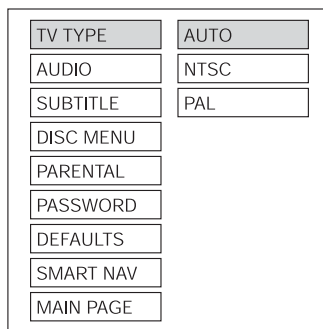 TV TYPE
AUTO
AUDIO
NTSC
SUBTITLE
PAL
DISC MENU
PARENTAL
PASSWORD
DEFAULTS
SMART NAV
MAIN PAGE